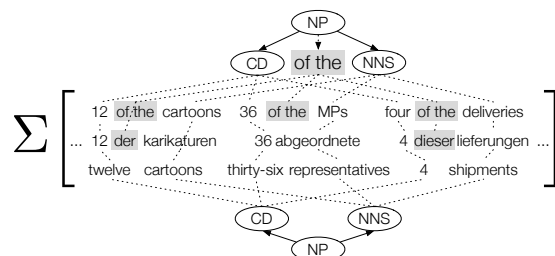 NP
CD of the NNS
12 of the cartoons 36 of the MPs four of the deliveries
∑ [ ... 12 der karikaturen 36 abgeordnete 4 dieser lieferungen ... ]
twelve cartoons thirty-six representatives 4 shipments
CD NNS
NP